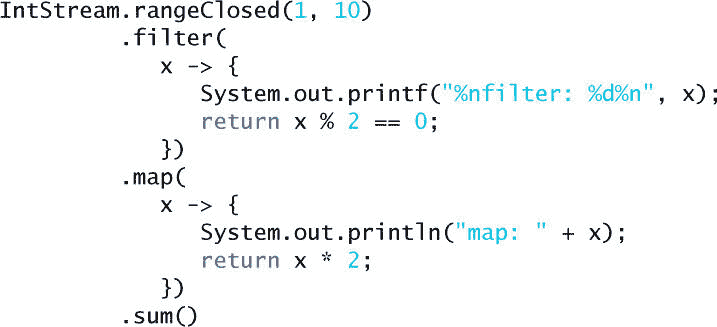 IntStream.rangeClosed(1, 10)
.filter(
x -> {
System.out.printf("%nfilter: %d%n", x);
return x % 2 == 0;
})
.map(
x -> {
System.out.println("map: " + x);
return x * 2;
})
.sum()